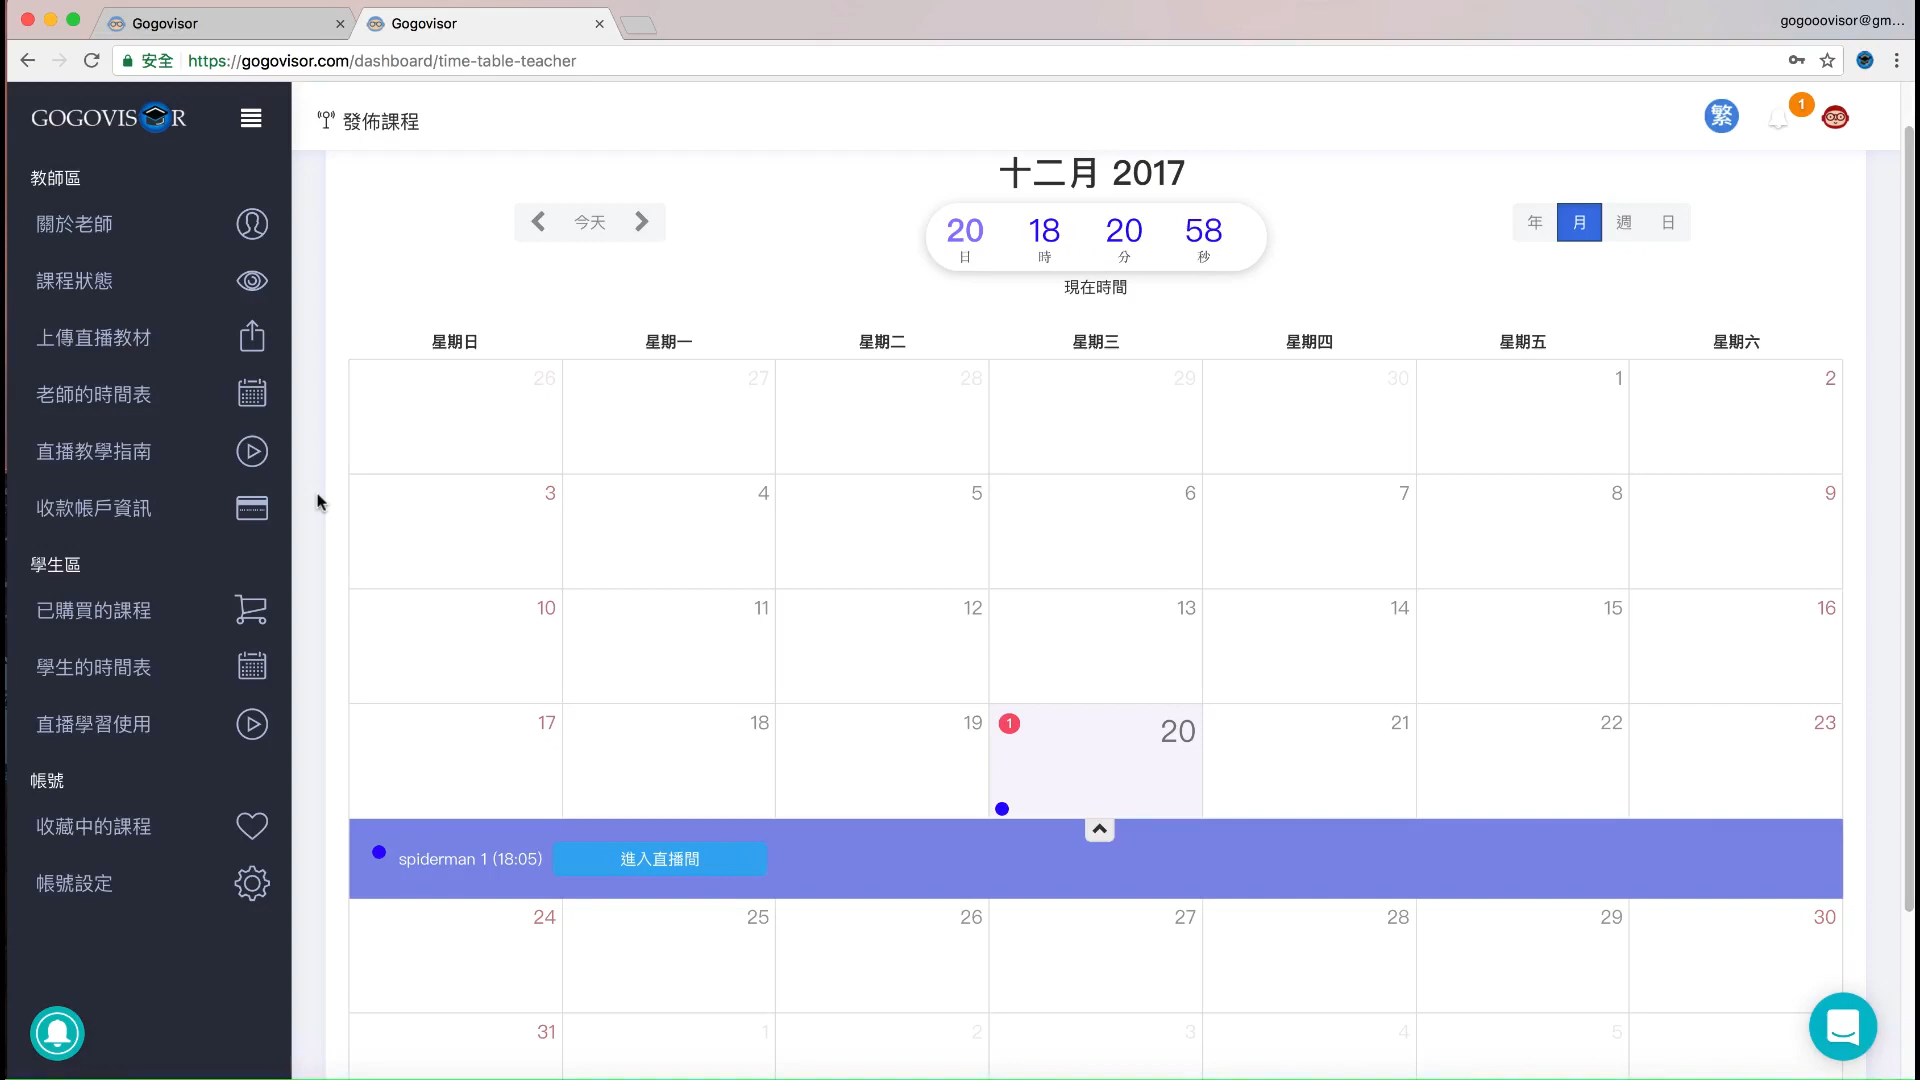 Gogovisor
Gogovisor
gogooovisor@gm...
安全 https://gogovisor.com/dashboard/time-table-teacher
GOGOVISOR
發佈課程
繁
1
教師區
關於老師
課程狀態
上傳直播教材
老師的時間表
直播教學指南
收款帳戶資訊
學生區
已購買的課程
學生的時間表
直播學習使用
帳號
收藏中的課程
帳號設定
十二月 2017
今天
20 18 20 58
日 時 分 秒
現在時間
年 月 週 日
星期日 星期一 星期二 星期三 星期四 星期五 星期六
26 27 28 29 30 1 2
3 4 5 6 7 8 9
10 11 12 13 14 15 16
17 18 19 1 20 21 22 23
spiderman 1 (18:05) 進入直播間
24 25 26 27 28 29 30
31 1 2 3 4 5